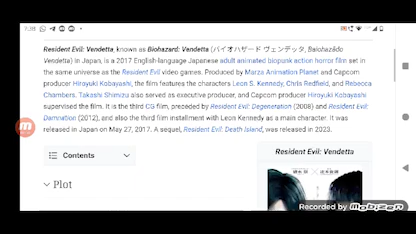 7:30
Resident Evil: Vendetta, known as Biohazard: Vendetta (バイオハザード ヴェンデッタ, Baiohazādo
Vendetta) in Japan, is a 2017 English-language Japanese adult animated biopunk action horror film set in
the same universe as the Resident Evil video games. Produced by Marza Animation Planet and Capcom
producer Hiroyuki Kobayashi, the film features the characters Leon S. Kennedy, Chris Redfield, and Rebecca
Chambers. Takashi Shimizu also served as executive producer, and Capcom producer Hiroyuki Kobayashi
supervised the film. It is the third CG film, preceded by Resident Evil: Degeneration (2008) and Resident Evil:
Damnation (2012), and also the third film installment with Leon Kennedy as a main character. It was
released in Japan on May 27, 2017. A sequel, Resident Evil: Death Island, was released in 2023.
Contents
Resident Evil: Vendetta
Plot
Recorded by
Mobizen